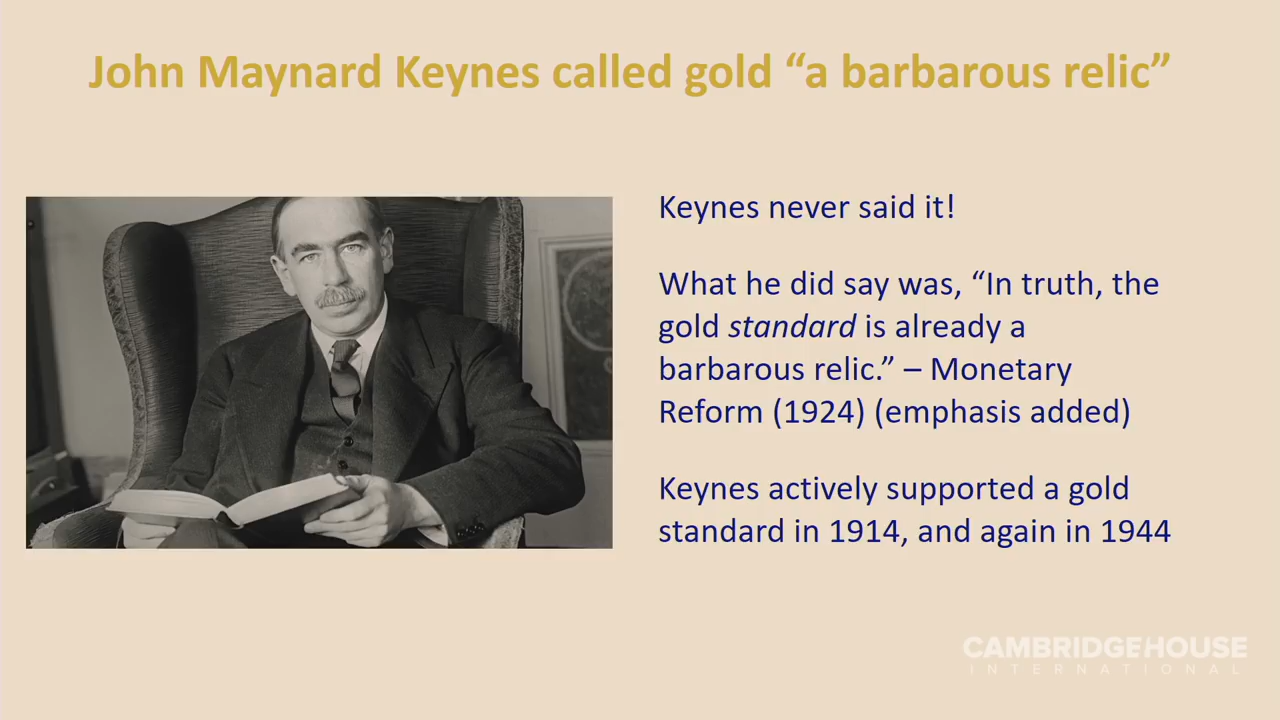 John Maynard Keynes called gold “a barbarous relic”
Keynes never said it!
What he did say was, “In truth, the
gold standard is already a
barbarous relic.” – Monetary
Reform (1924) (emphasis added)
Keynes actively supported a gold
standard in 1914, and again in 1944
CAMBRIDGEHOUSE
INTERNATIONAL